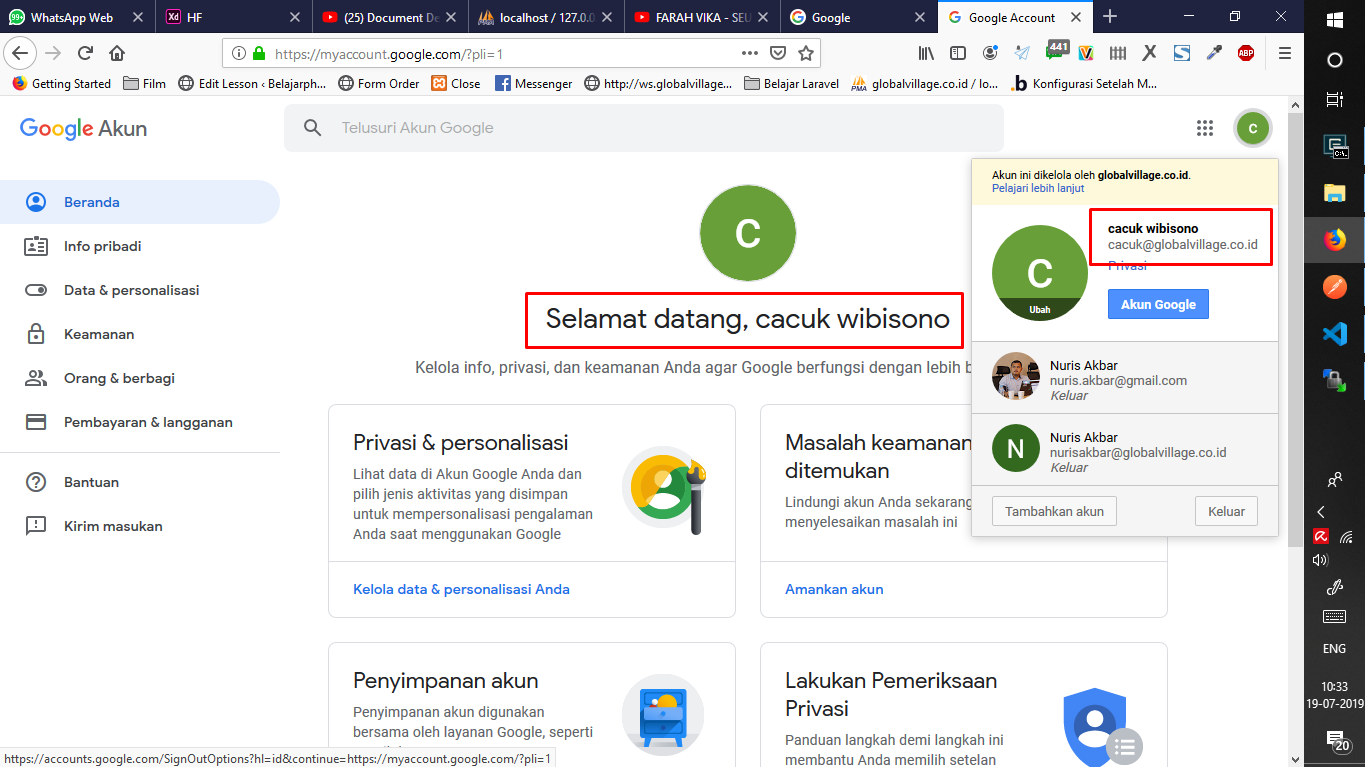 WhatsApp Web
HF
(25) Document De
localhost / 127.0.0
FARAH VIKA - SEU
Google
Google Account
https://myaccount.google.com/?pli=1
441
ABP
Getting Started
Film
Edit Lesson ‹ Belajarph...
Form Order
Close
Messenger
http://ws.globalvillage...
Belajar Laravel
globalvillage.co.id / lo...
Konfigurasi Setelah M...
Google Akun
Telusuri Akun Google
C
Beranda
Info pribadi
Data & personalisasi
Keamanan
Orang & berbagi
Pembayaran & langganan
Bantuan
Kirim masukan
C
Selamat datang, cacuk wibisono
Kelola info, privasi, dan keamanan Anda agar Google berfungsi dengan lebih b
Privasi & personalisasi
Lihat data di Akun Google Anda dan
pilih jenis aktivitas yang disimpan
untuk mempersonalisasi pengalaman
Anda saat menggunakan Google
Kelola data & personalisasi Anda
Masalah keamanan
ditemukan
Lindungi akun Anda sekarang
menyelesaikan masalah ini
Amankan akun
Penyimpanan akun
Penyimpanan akun digunakan
bersama oleh layanan Google, seperti
Lakukan Pemeriksaan
Privasi
Panduan langkah demi langkah ini
membantu Anda memilih setelan
Akun ini dikelola oleh globalvillage.co.id.
Pelajari lebih lanjut
C
Ubah
cacuk wibisono
cacuk@globalvillage.co.id
Privasi
Akun Google
Nuris Akbar
nuris.akbar@gmail.com
Keluar
N
Nuris Akbar
nurisakbar@globalvillage.co.id
Keluar
Tambahkan akun
Keluar
https://accounts.google.com/SignOutOptions?hl=id&continue=https://myaccount.google.com/?pli=1
ENG
10:33
19-07-2019
20